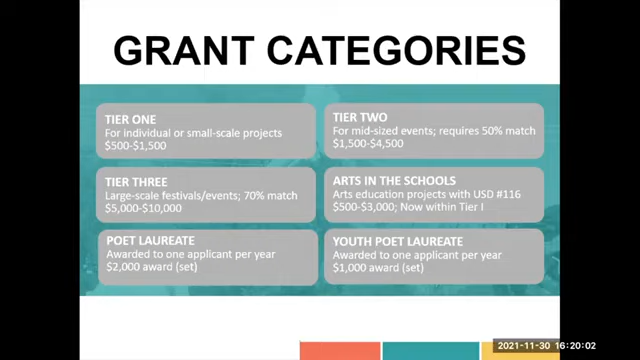 GRANT CATEGORIES
TIER ONE
For individual or small-scale projects
$500-$1,500
TIER TWO
For mid-sized events; requires 50% match
$1,500-$4,500
TIER THREE
Large-scale festivals/events; 70% match
$5,000-$10,000
ARTS IN THE SCHOOLS
Arts education projects with USD #116
$500-$3,000; Now within Tier I
POET LAUREATE
Awarded to one applicant per year
$2,000 award (set)
YOUTH POET LAUREATE
Awarded to one applicant per year
$1,000 award (set)
2021-11-30 16:20:02